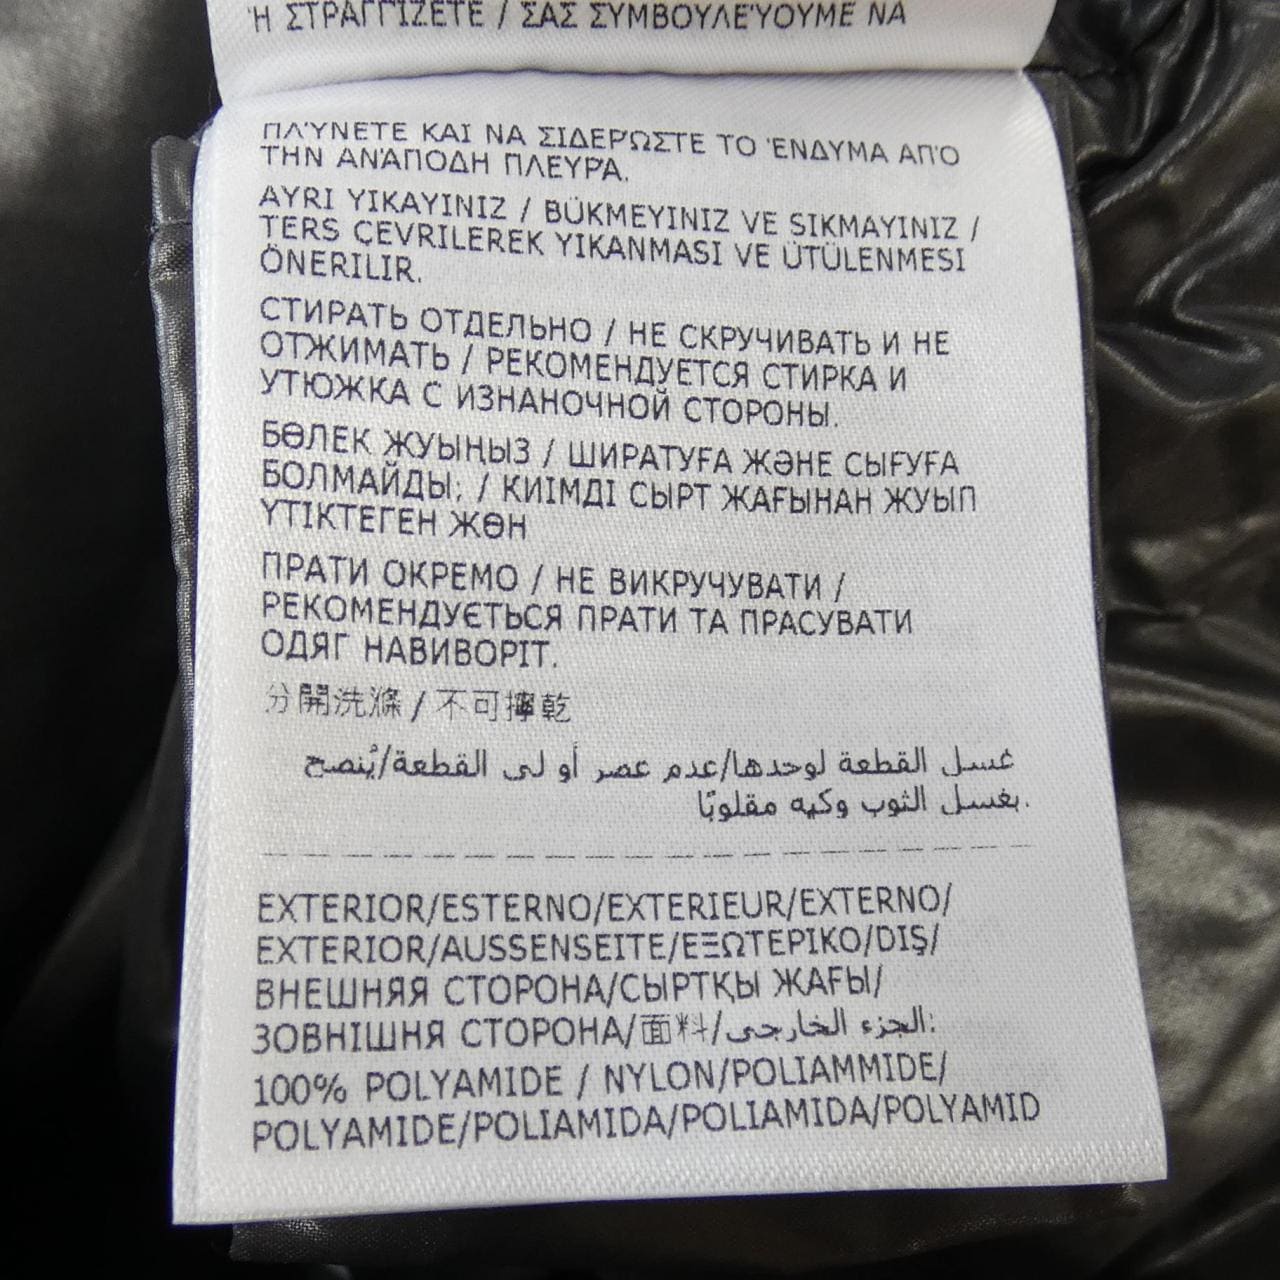 Ή ΣΤΡΑΓΓΊΖΕΤΕ / ΣΑΣ ΣΥΜΒΟΥΛΕΎΟΥΜΕ ΝΑ
ΠΛΎΝΕΤΕ ΚΑΙ ΝΑ ΣΙΔΕΡΏΣΤΕ ΤΟ ΈΝΔΥΜΑ ΑΠΌ
ΤΗΝ ΑΝΆΠΟΔΗ ΠΛΕΥΡΆ.
AYRI YIKAYINIZ / BÜKMEYINIZ VE SIKMAYINIZ /
TERS ÇEVRILEREK YIKANMASI VE ÜTÜLENMESI
ÖNERILIR.
СТИРАТЬ ОТДЕЛЬНО / НЕ СКРУЧИВАТЬ И НЕ
ОТЖИМАТЬ / РЕКОМЕНДУЕТСЯ СТИРКА И
УТЮЖКА С ИЗНАНОЧНОЙ СТОРОНЫ.
БӨЛЕК ЖУЫҢЫЗ / ШИРАТУҒА ЖӘНЕ СЫҒУҒА
БОЛМАЙДЫ; / КИІМДІ СЫРТ ЖАҒЫНАН ЖУЫП
ҮТІКТЕГЕН ЖӨН
ПРАТИ ОКРЕМО / НЕ ВИКРУЧУВАТИ /
РЕКОМЕНДУЄТЬСЯ ПРАТИ ТА ПРАСУВАТИ
ОДЯГ НАВИВОРІТ.
分開洗滌 / 不可擰乾
غسل القطعة لوحدها/عدم عصر أو لى القطعة/يُنصح
بغسل الثوب وكيه مقلوبًا.
EXTERIOR/ESTERNO/EXTERIEUR/EXTERNO/
EXTERIOR/AUSSENSEITE/ΕΞΩΤΕΡΙΚΟ/DIŞ/
ВНЕШНЯЯ СТОРОНА/СЫРТҚЫ ЖАҒЫ/
ЗОВНІШНЯ СТОРОНА/面料/الجزء الخارجى:
100% POLYAMIDE / NYLON/POLIAMMIDE/
POLYAMIDE/POLIAMIDA/POLIAMIDA/POLYAMID